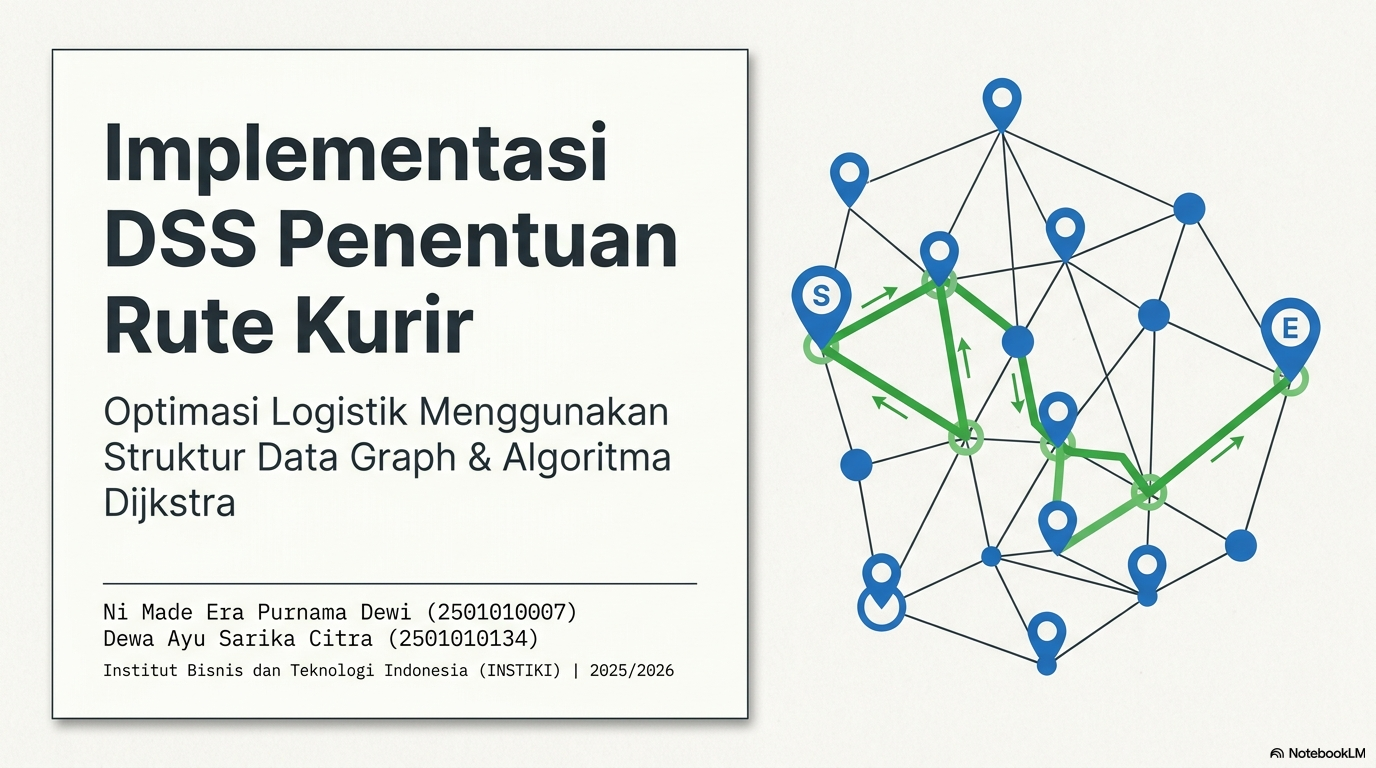 Implementasi
DSS Penentuan
Rute Kurir
Optimasi Logistik Menggunakan
Struktur Data Graph & Algoritma
Dijkstra
Ni Made Era Purnama Dewi (2501010007)
Dewa Ayu Sarika Citra (2501010134)
Institut Bisnis dan Teknologi Indonesia (INSTIKI) | 2025/2026
S
E
NotebookLM